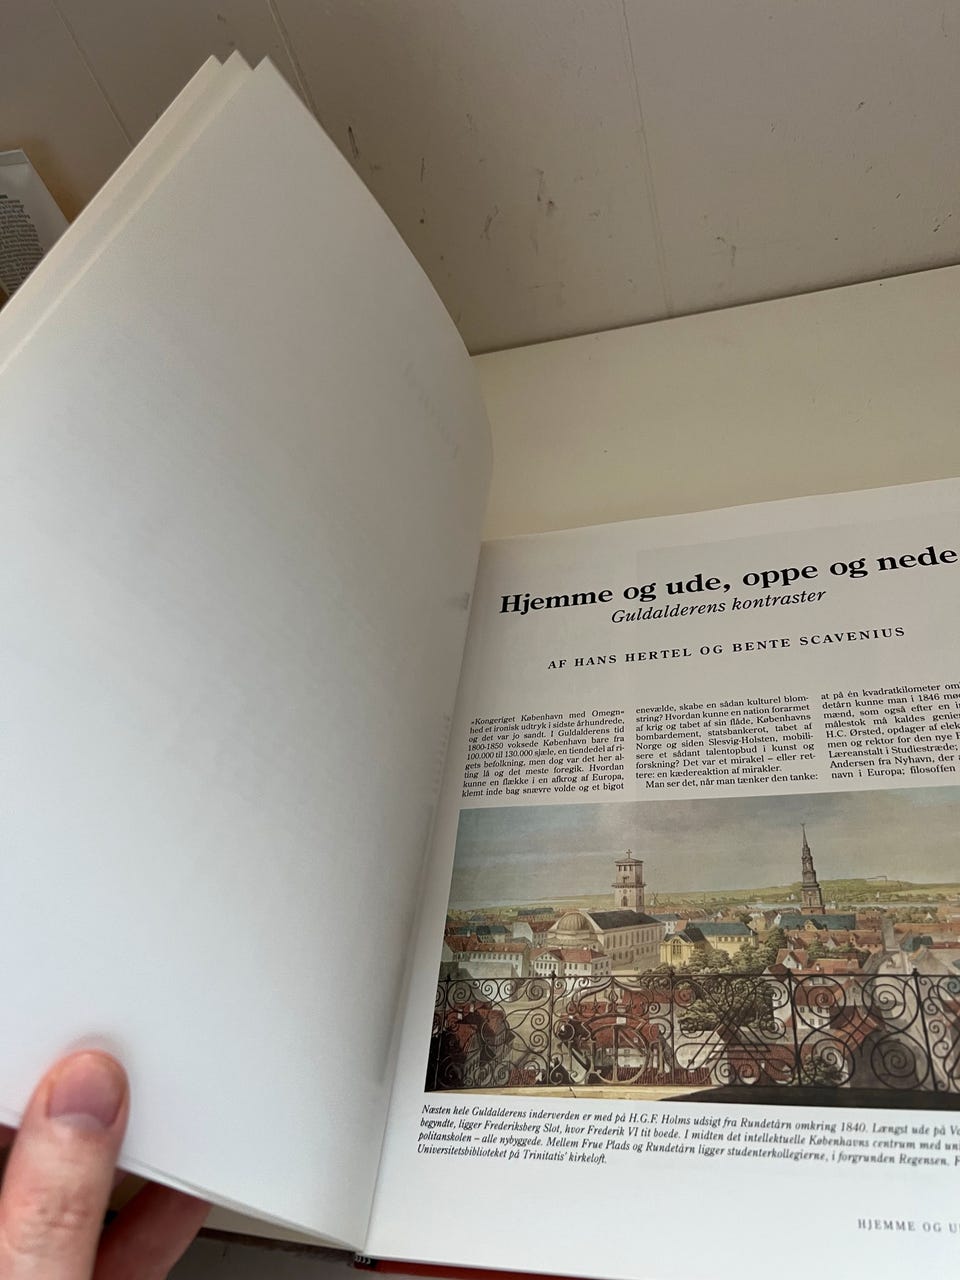 Hjemme og ude, oppe og nede
Guldalderens kontraster
AF HANS HERTEL OG BENTE SCAVENIUS
»Kongeriget København med Omegn«
hed et ironisk udtryk i sidste århundrede,
og det var jo sandt. I Guldalderens tid
1800-1850 voksede København bare fra
100.000 til 130.000 sjæle, en tiendedel af ri-
gets befolkning, men dog var det her al-
ting lå og det meste foregik. Hvordan
kunne en flække i en afkrog af Europa,
klemt inde bag snævre volde og et bigot
enevælde, skabe en sådan kulturel blom-
string? Hvordan kunne en nation forarmet
af krig og tabet af sin flåde, Københavns
bombardement, statsbankerot, tabet af
Norge og siden Slesvig-Holsten, mobili-
sere et sådant talentopbud i kunst og
forskning? Det var et mirakel – eller ret-
tere: en kædereaktion af mirakler.
Man ser det, når man tænker den tanke:
at på én kvadratkilometer om
detårn kunne man i 1846 mø
mænd, som også efter en in
målestok må kaldes genier
H.C. Ørsted, opdager af elek
men og rektor for den nye
Læreanstalt i Studiestræde;
Andersen fra Nyhavn, der
navn i Europa; filosoffen
Næsten hele Guldalderens inderverden er med på H.G.F. Holms udsigt fra Rundetårn omkring 1840. Længst ude på
begyndte, ligger Frederiksberg Slot, hvor Frederik VI til boede. I midten det intellektuelle Københavns centrum med
politanskolen – alle nybyggede. Mellem Frue Plads og Rundetårn ligger studenterkollegierne, i forgrunden Regensen.
Universitetsbiblioteket på Trinitatis' kirkeloft.
HJEMME OG